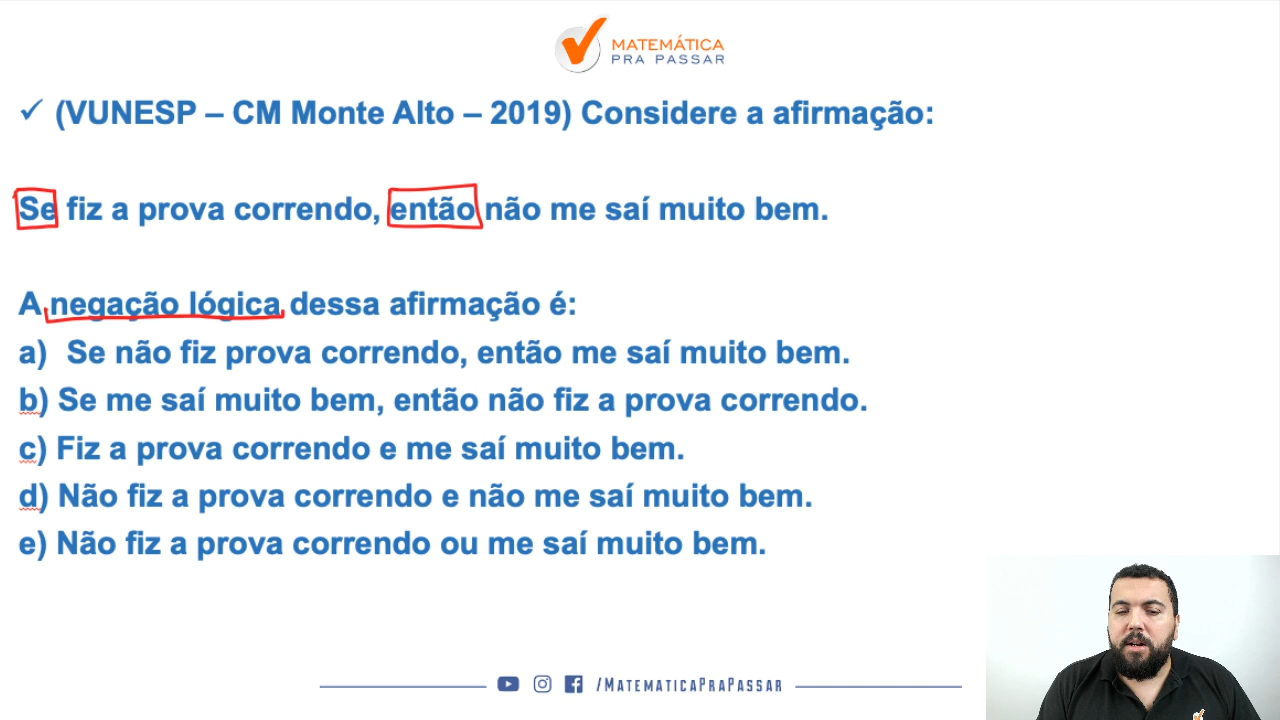 MATEMÁTICA
PRA PASSAR
✓ (VUNESP – CM Monte Alto – 2019) Considere a afirmação:
Se fiz a prova correndo, então não me saí muito bem.
A negação lógica dessa afirmação é:
a) Se não fiz prova correndo, então me saí muito bem.
b) Se me saí muito bem, então não fiz a prova correndo.
c) Fiz a prova correndo e me saí muito bem.
d) Não fiz a prova correndo e não me saí muito bem.
e) Não fiz a prova correndo ou me saí muito bem.
/MATEMATICAPRAPASSAR